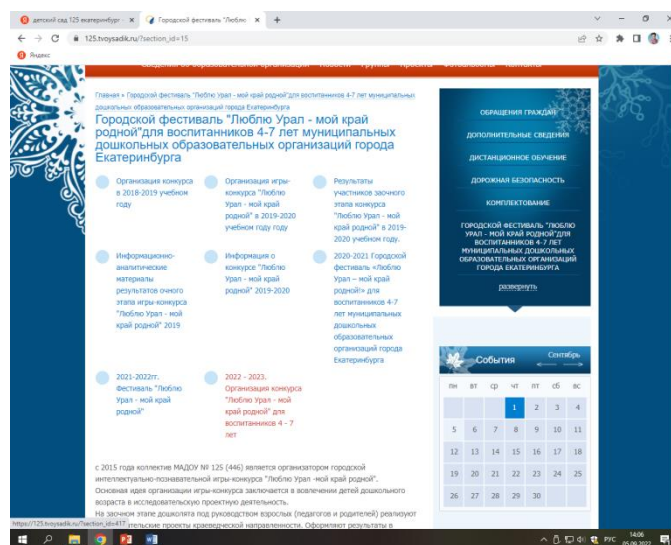 детский сад 125 екатеринбург -
Городской фестиваль "Люблю
125.tvoysadik.ru/?section_id=15
Яндекс
Главная » Городской фестиваль "Люблю Урал - мой край родной"для воспитанников 4-7 лет муниципальных
дошкольных образовательных организаций города Екатеринбурга
Городской фестиваль "Люблю Урал - мой край
родной"для воспитанников 4-7 лет муниципальных
дошкольных образовательных организаций города
Екатеринбурга
Организация конкурса
в 2018-2019 учебном
году
Организация игры-
конкурса "Люблю
Урал - мой край
родной" в 2019-2020
учебном году году
Результаты
участников заочного
этапа конкурса
"Люблю Урал - мой
край родной" в 2019-
2020 учебном году.
Информационно-
аналитические
материалы
результатов очного
этапа игры-конкурса
"Люблю Урал - мой
край родной" 2019
Информация о
конкурсе "Люблю
Урал - мой край
родной" 2019-2020
2020-2021 Городской
фестиваль «Люблю
Урал – мой край
родной!» для
воспитанников 4-7
лет муниципальных
дошкольных
образовательных
организаций города
Екатеринбурга
2021-2022гг.
Фестиваль "Люблю
Урал - мой край
родной"
2022 - 2023.
Организация конкурса
"Люблю Урал - мой
край родной" для
воспитанников 4 - 7
лет
с 2015 года коллектив МАДОУ № 125 (446) является организатором городской
интеллектуально-познавательной игры-конкурса "Люблю Урал -мой край родной".
Основная идея организации игры-конкурса заключается в вовлечении детей дошкольного
возраста в исследовательскую проектную деятельность.
На заочном этапе дошкольники под руководством взрослых (педагогов и родителей) реализуют
проекты краеведческой направленности. Оформляют результаты в
https://125.tvoysadik.ru/?section_id=417
ОБРАЩЕНИЯ ГРАЖДАН
ДОПОЛНИТЕЛЬНЫЕ СВЕДЕНИЯ
ДИСТАНЦИОННОЕ ОБУЧЕНИЕ
ДОРОЖНАЯ БЕЗОПАСНОСТЬ
КОМПЛЕКТОВАНИЕ
ГОРОДСКОЙ ФЕСТИВАЛЬ "ЛЮБЛЮ
УРАЛ - МОЙ КРАЙ РОДНОЙ"ДЛЯ
ВОСПИТАННИКОВ 4-7 ЛЕТ
МУНИЦИПАЛЬНЫХ ДОШКОЛЬНЫХ
ОБРАЗОВАТЕЛЬНЫХ ОРГАНИЗАЦИЙ
ГОРОДА ЕКАТЕРИНБУРГА
развернуть
События
Сентябрь
пн вт ср чт пт сб вс
1 2 3 4
5 6 7 8 9 10 11
12 13 14 15 16 17 18
19 20 21 22 23 24 25
26 27 28 29 30
РУС
14:06
05.09.2022